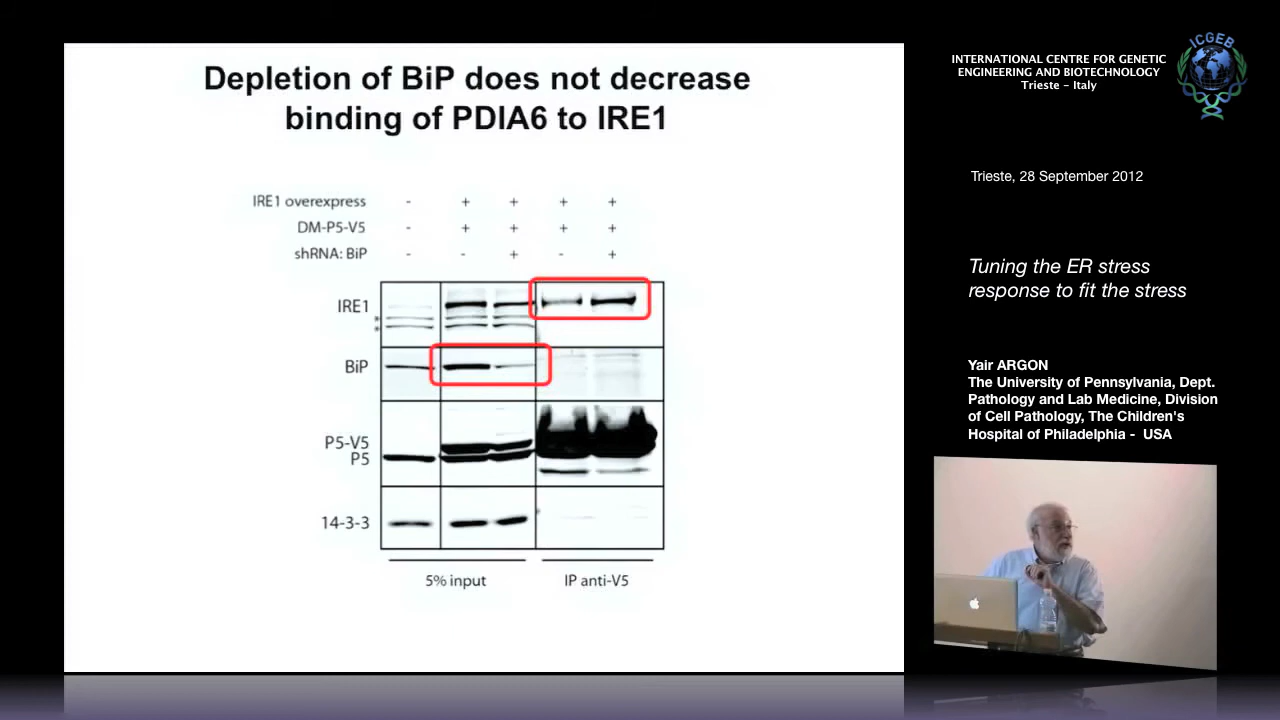 Depletion of BiP does not decrease
binding of PDIA6 to IRE1
IRE1 overexpress - + + + +
DM-P5-V5 - + + + +
shRNA: BiP - - + - +
IRE1
*
*
BiP
P5-V5
P5
14-3-3
5% input IP anti-V5
INTERNATIONAL CENTRE FOR GENETIC
ENGINEERING AND BIOTECHNOLOGY
Trieste - Italy
ICGEB
Trieste, 28 September 2012
Tuning the ER stress
response to fit the stress
Yair ARGON
The University of Pennsylvania, Dept.
Pathology and Lab Medicine, Division
of Cell Pathology, The Children's
Hospital of Philadelphia - USA